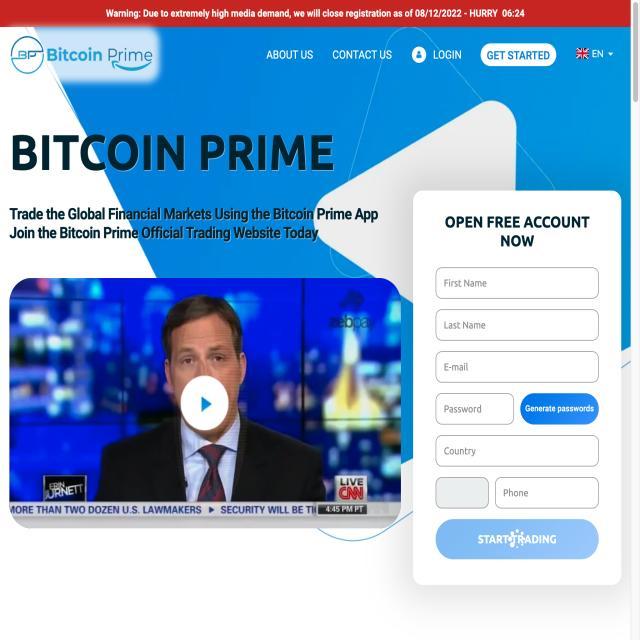 Warning: Due to extremely high media demand, we will close registration as of 08/12/2022 - HURRY 06:24
BP Bitcoin Prime
ABOUT US CONTACT US LOGIN GET STARTED EN
BITCOIN PRIME
Trade the Global Financial Markets Using the Bitcoin Prime App
Join the Bitcoin Prime Official Trading Website Today
OPEN FREE ACCOUNT
NOW
First Name
Last Name
E-mail
Password Generate passwords
Country
Phone
START TRADING
zebpay
ERIN
BURNETT
LIVE
CNN
MORE THAN TWO DOZEN U.S. LAWMAKERS SECURITY WILL BE 4:45 PM PT